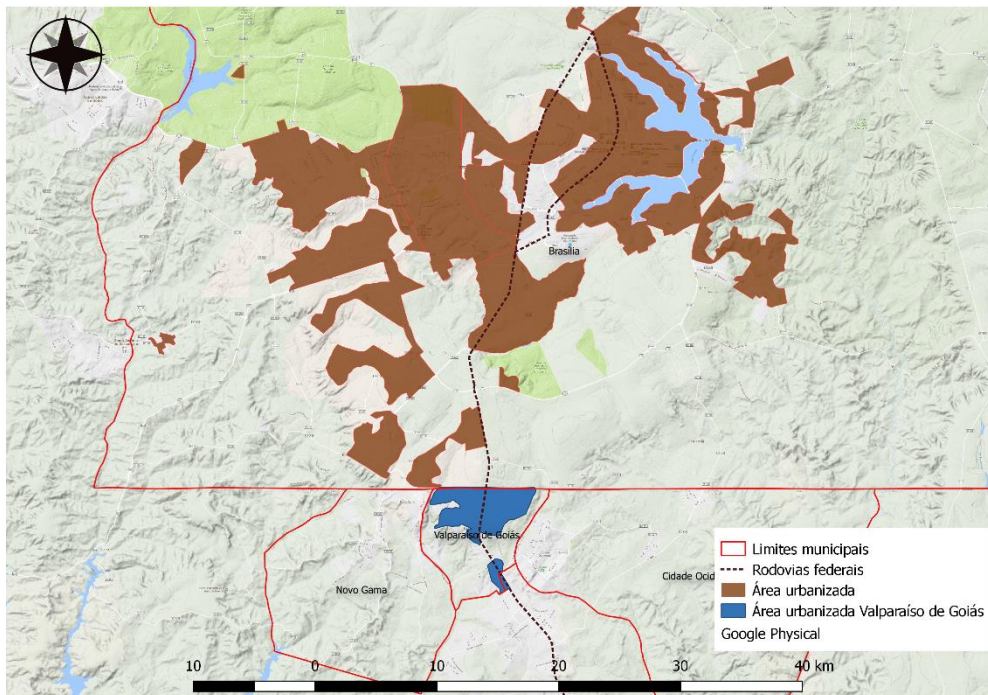 Brasília
Valparaíso de Goiás
Novo Gama
Cidade Ocid
Limites municipais
Rodovias federais
Área urbanizada
Área urbanizada Valparaíso de Goiás
Google Physical
10 0 10 20 30 40 km